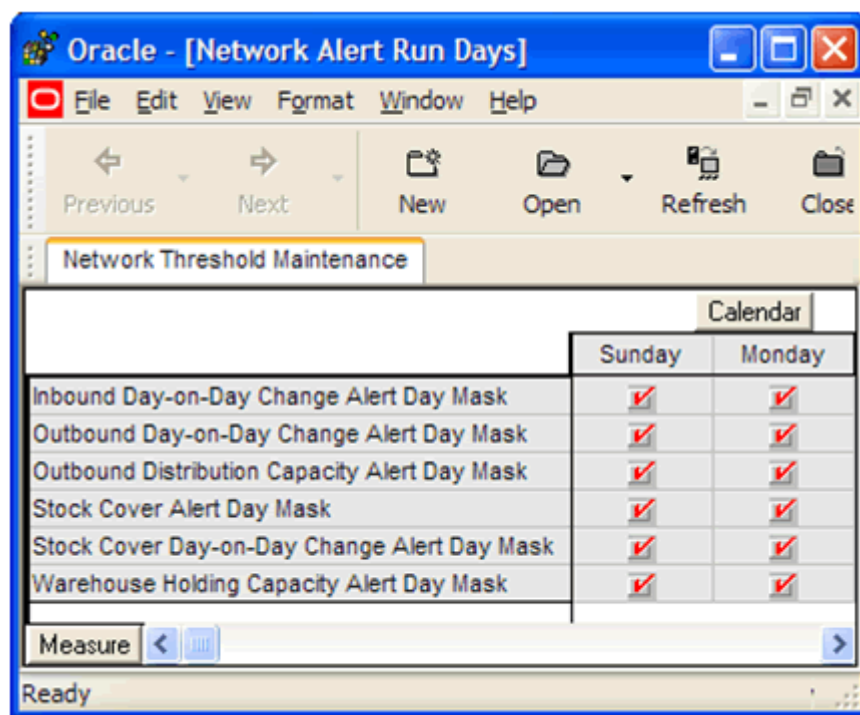 Oracle - [Network Alert Run Days]
File Edit View Format Window Help
Previous Next New Open Refresh Close
Network Threshold Maintenance
Calendar
Sunday Monday
Inbound Day-on-Day Change Alert Day Mask
Outbound Day-on-Day Change Alert Day Mask
Outbound Distribution Capacity Alert Day Mask
Stock Cover Alert Day Mask
Stock Cover Day-on-Day Change Alert Day Mask
Warehouse Holding Capacity Alert Day Mask
Measure
Ready